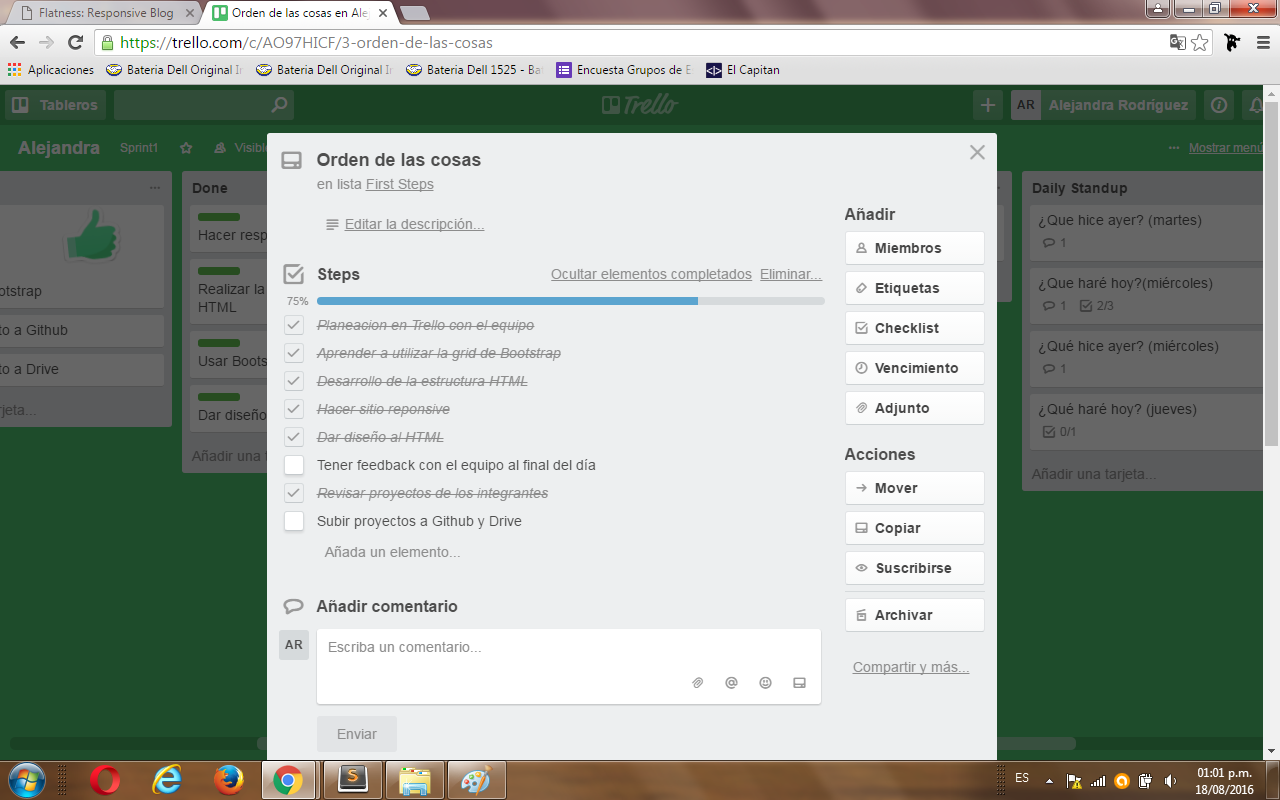 Flatness: Responsive Blog
Orden de las cosas en Ale
https://trello.com/c/AO97HICF/3-orden-de-las-cosas
Aplicaciones
Bateria Dell Original In
Bateria Dell Original In
Bateria Dell 1525 - Bat
Encuesta Grupos de E
El Capitan
Tableros
Trello
AR
Alejandra Rodríguez
Alejandra
Sprint1
Visible
Mostrar menú
otstrap
to a Github
to a Drive
rjeta...
Done
Hacer resp
Realizar la
HTML
Usar Boots
Dar diseño
Añadir una t
Orden de las cosas
en lista First Steps
Editar la descripción...
Steps
Ocultar elementos completados
Eliminar...
75%
Planeacion en Trello con el equipo
Aprender a utilizar la grid de Bootstrap
Desarrollo de la estructura HTML
Hacer sitio reponsive
Dar diseño al HTML
Tener feedback con el equipo al final del día
Revisar proyectos de los integrantes
Subir proyectos a Github y Drive
Añada un elemento...
Añadir comentario
AR
Escriba un comentario...
Enviar
Añadir
Miembros
Etiquetas
Checklist
Vencimiento
Adjunto
Acciones
Mover
Copiar
Suscribirse
Archivar
Compartir y más...
Daily Standup
¿Que hice ayer? (martes)
1
¿Que haré hoy?(miércoles)
1 2/3
¿Qué hice ayer? (miércoles)
1
¿Qué haré hoy? (jueves)
0/1
Añadir una tarjeta...
ES
01:01 p.m.
18/08/2016